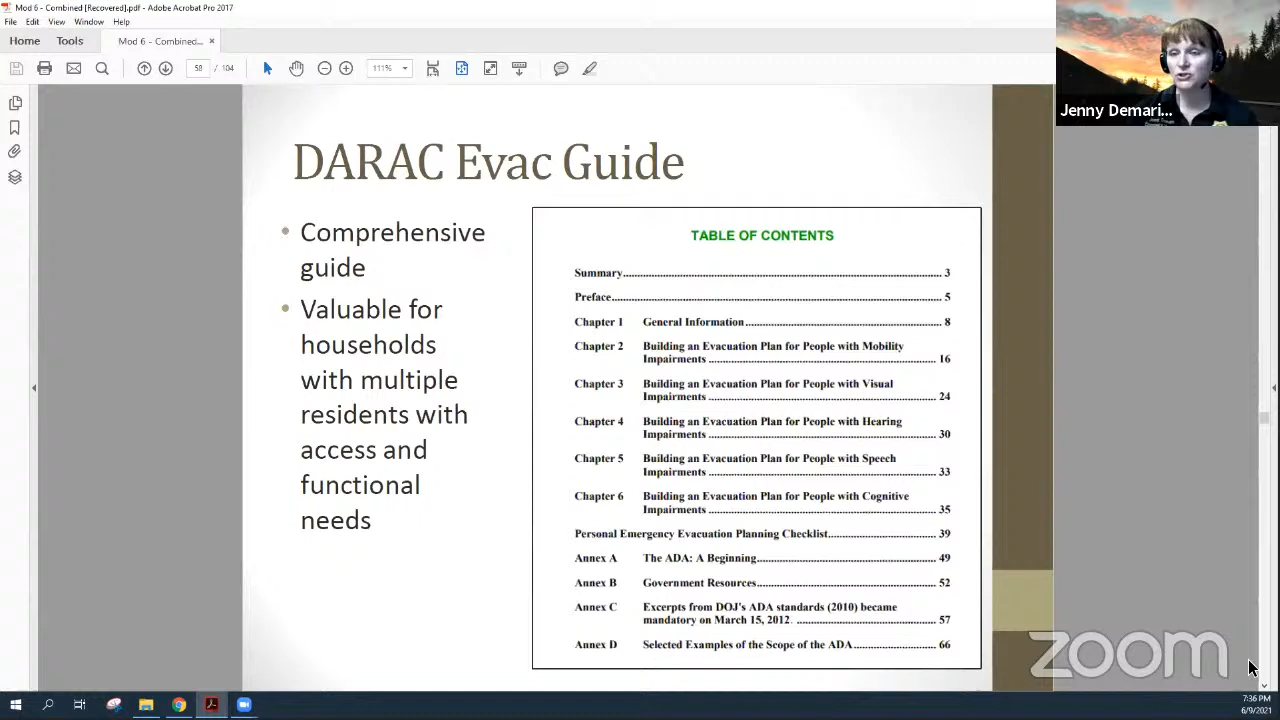 Mod 6 - Combined [Recovered].pdf - Adobe Acrobat Pro 2017
File Edit View Window Help
Home Tools Mod 6 - Combined... ×
58 / 104 111%
Jenny Demari...
DARAC Evac Guide
• Comprehensive
guide
• Valuable for
households
with multiple
residents with
access and
functional
needs
TABLE OF CONTENTS
Summary.......... 3
Preface.......... 5
Chapter 1 General Information.......... 8
Chapter 2 Building an Evacuation Plan for People with Mobility
Impairments .......... 16
Chapter 3 Building an Evacuation Plan for People with Visual
Impairments .......... 24
Chapter 4 Building an Evacuation Plan for People with Hearing
Impairments .......... 30
Chapter 5 Building an Evacuation Plan for People with Speech
Impairments .......... 33
Chapter 6 Building an Evacuation Plan for People with Cognitive
Impairments .......... 35
Personal Emergency Evacuation Planning Checklist.......... 39
Annex A The ADA: A Beginning.......... 49
Annex B Government Resources.......... 52
Annex C Excerpts from DOJ's ADA standards (2010) became
mandatory on March 15, 2012. .......... 57
Annex D Selected Examples of the Scope of the ADA.......... 66
zoom
7:36 PM
6/9/2021